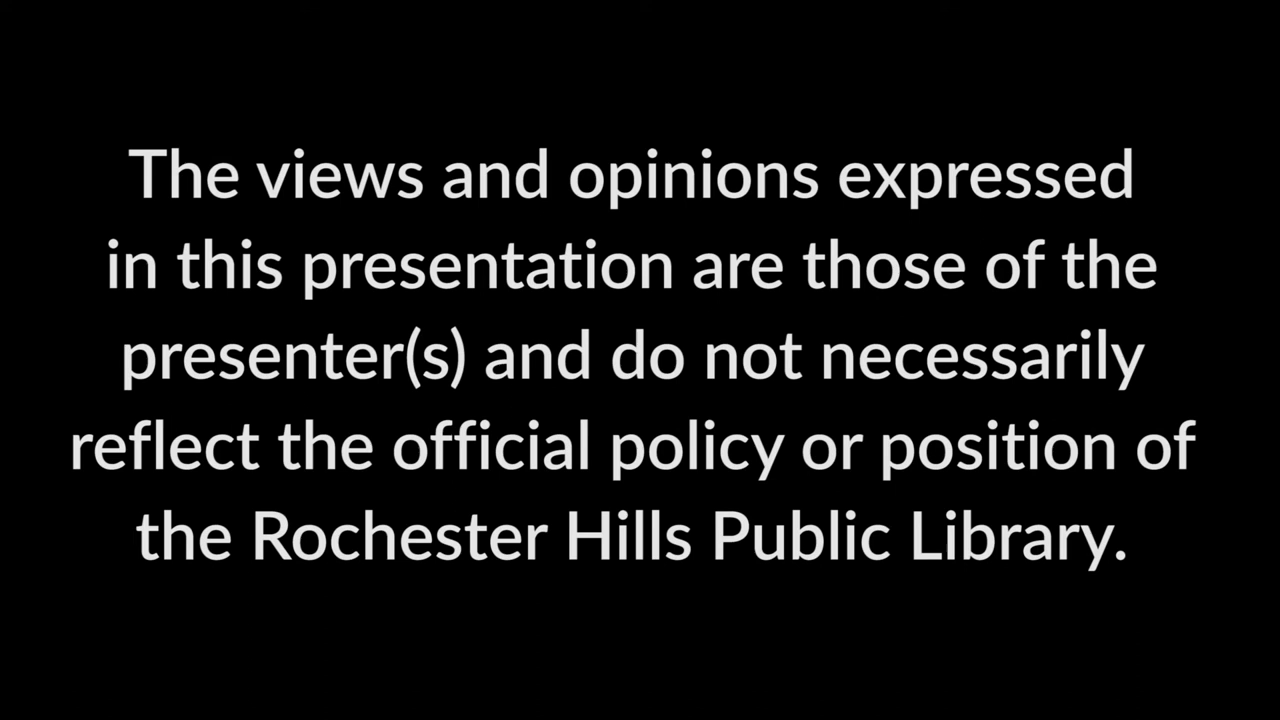 The views and opinions expressed
in this presentation are those of the
presenter(s) and do not necessarily
reflect the official policy or position of
the Rochester Hills Public Library.